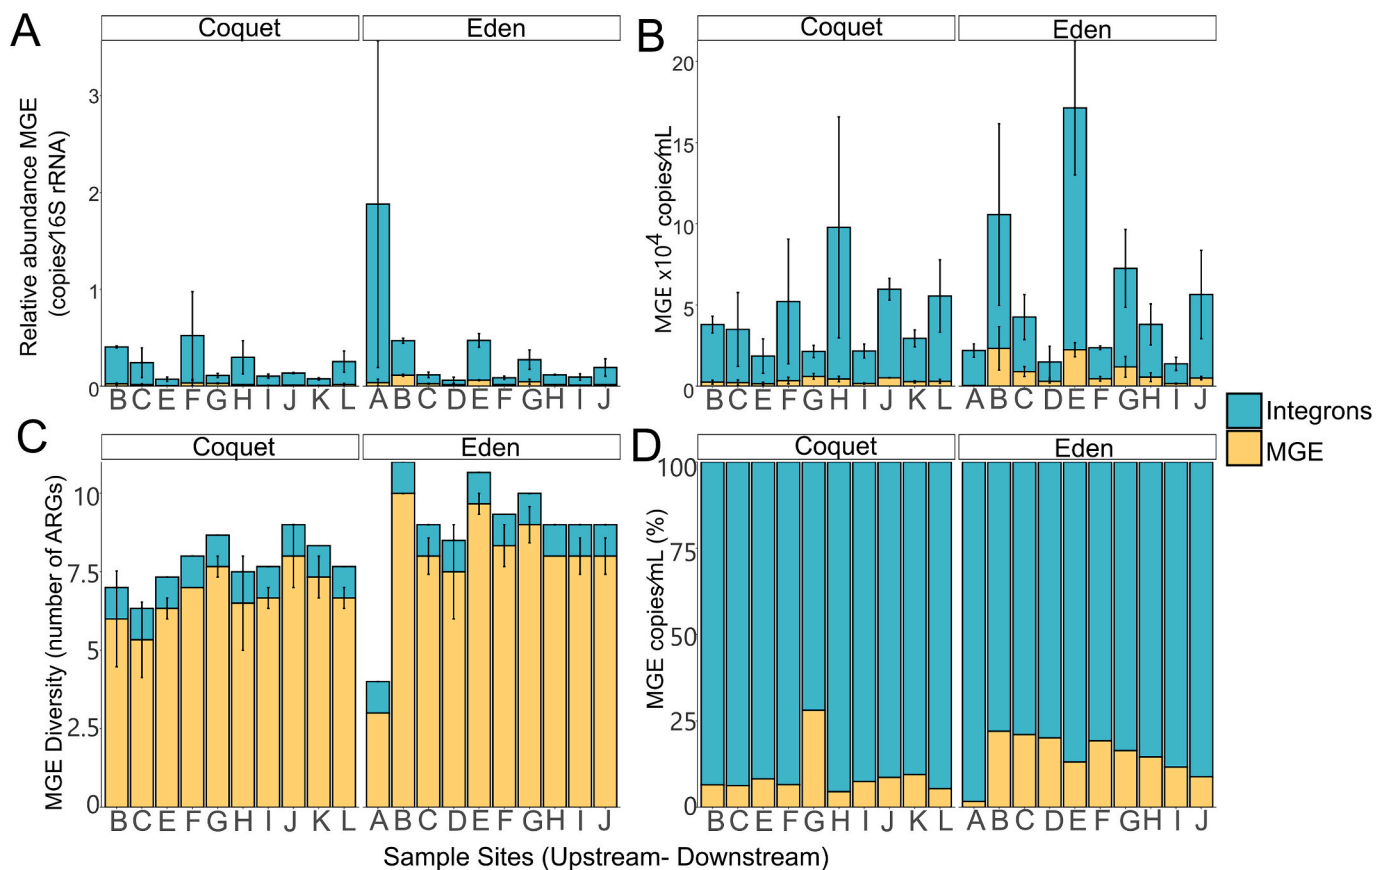 A
Coquet
Eden
Relative abundance MGE
(copies/16S rRNA)
3
2
1
0
B C E F G H I J K L
A B C D E F G H I J
B
Coquet
Eden
MGE x10⁴ copies/mL
20
15
10
5
0
B C E F G H I J K L
A B C D E F G H I J
Integrons
MGE
C
Coquet
Eden
MGE Diversity (number of ARGs)
10
7.5
5
2.5
0
B C E F G H I J K L
A B C D E F G H I J
D
Coquet
Eden
MGE copies/mL (%)
100
75
50
25
0
B C E F G H I J K L
A B C D E F G H I J
Sample Sites (Upstream- Downstream)